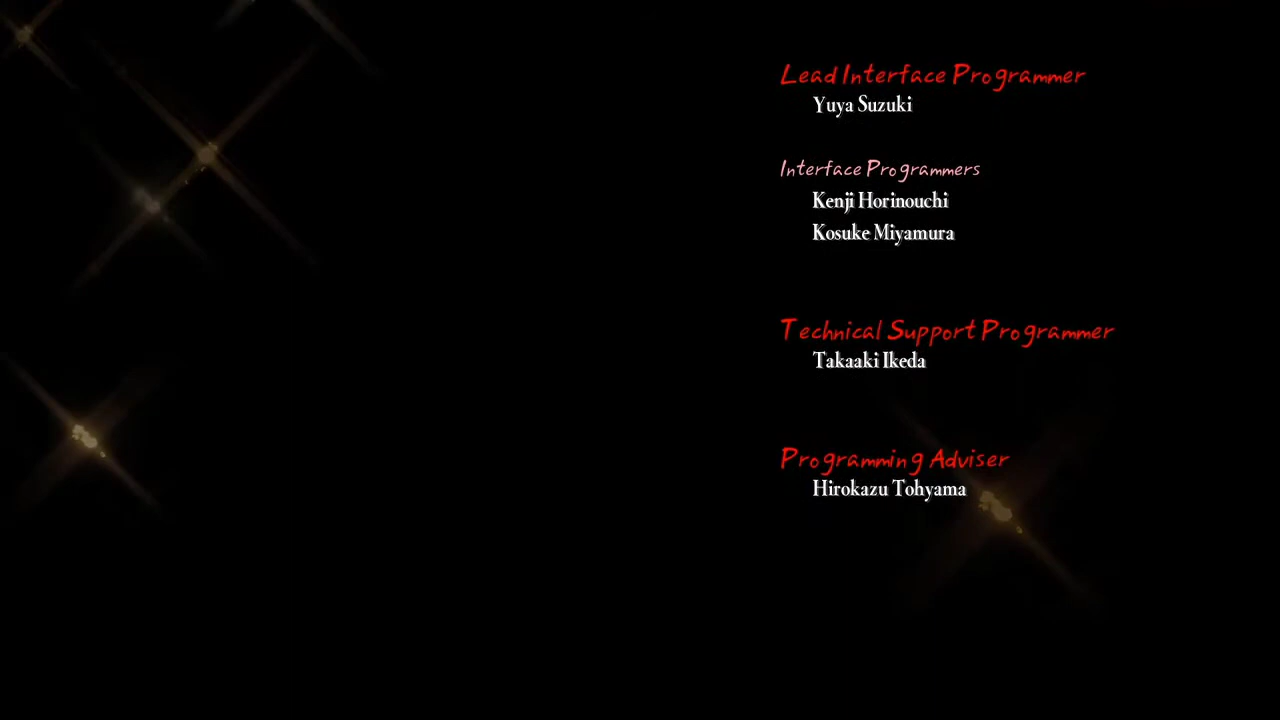 Lead Interface Programmer
Yuya Suzuki
Interface Programmers
Kenji Horinouchi
Kosuke Miyamura
Technical Support Programmer
Takaaki Ikeda
Programming Adviser
Hirokazu Tohyama